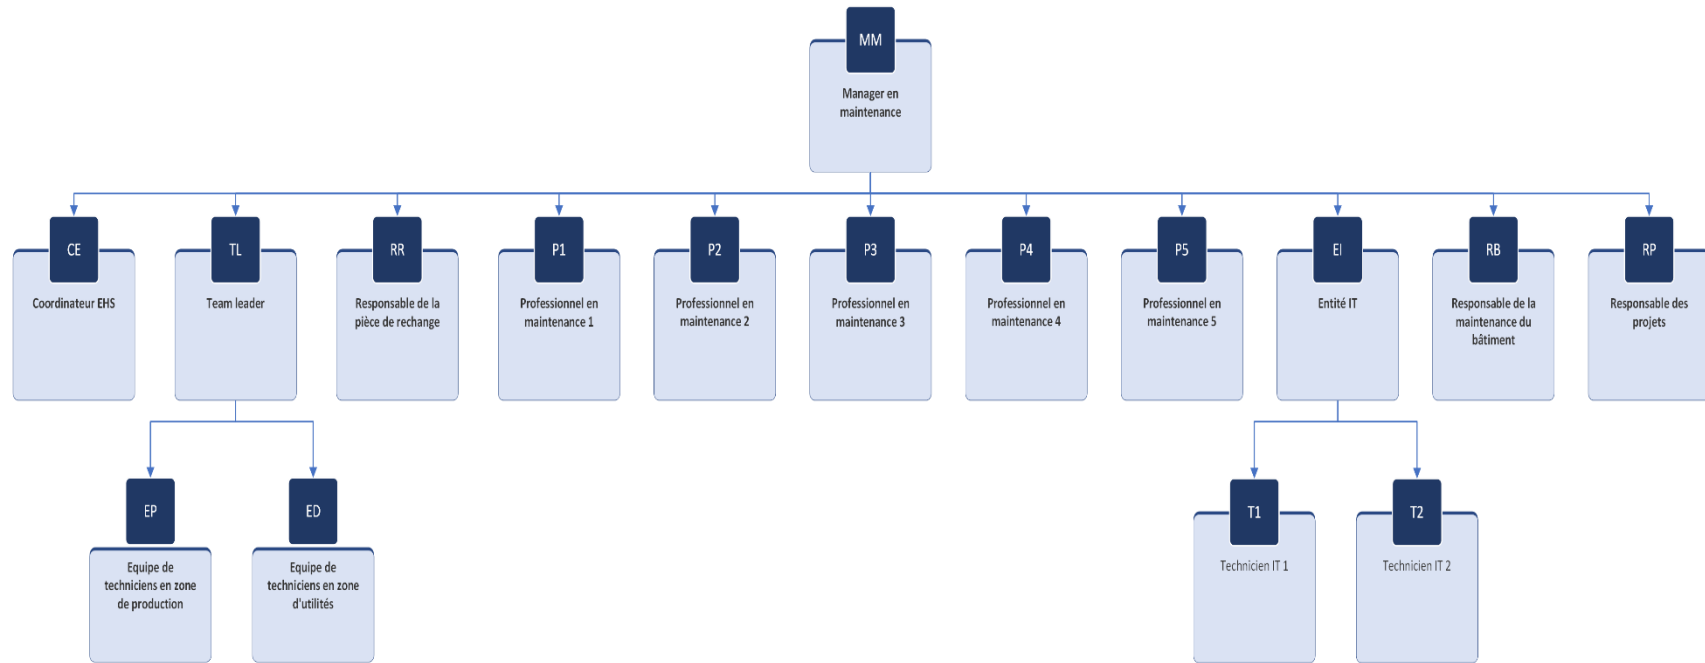 MM
Manager en
maintenance
CE
Coordinateur EHS
TL
Team leader
RR
Responsable de la
pièce de rechange
P1
Professionnel en
maintenance 1
P2
Professionnel en
maintenance 2
P3
Professionnel en
maintenance 3
P4
Professionnel en
maintenance 4
P5
Professionnel en
maintenance 5
EI
Entité IT
RB
Responsable de la
maintenance du
bâtiment
RP
Responsable des
projets
EP
Equipe de
techniciens en zone
de production
ED
Equipe de
techniciens en zone
d'utilités
T1
Technicien IT 1
T2
Technicien IT 2